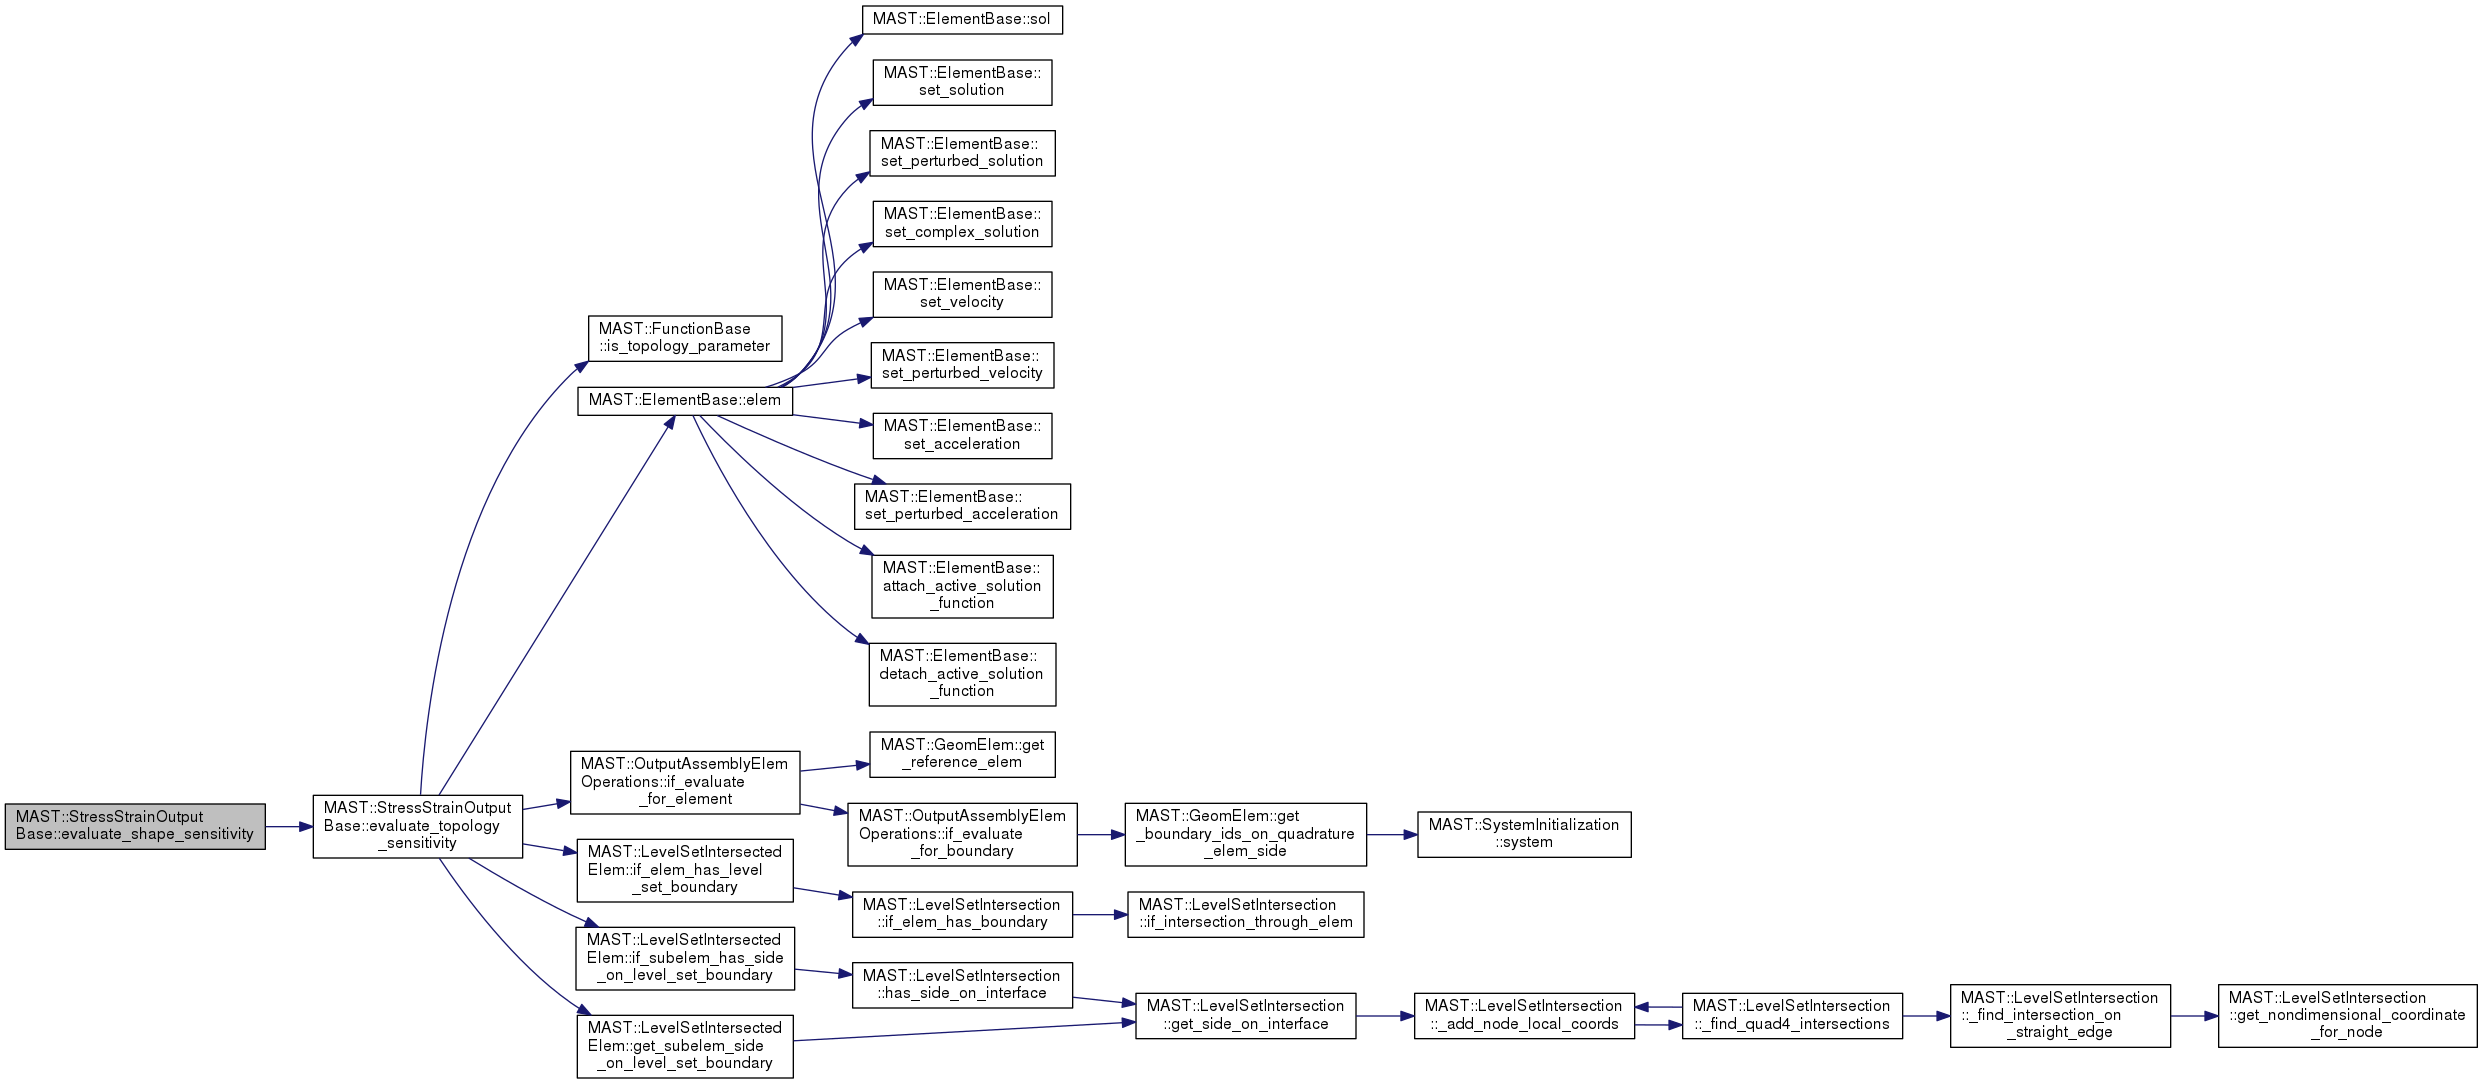 MAST::StressStrainOutput
Base::evaluate_shape_sensitivity
MAST::StressStrainOutput
Base::evaluate_topology
_sensitivity
MAST::FunctionBase
::is_topology_parameter
MAST::ElementBase::elem
MAST::ElementBase::sol
MAST::ElementBase::
set_solution
MAST::ElementBase::
set_perturbed_solution
MAST::ElementBase::
set_complex_solution
MAST::ElementBase::
set_velocity
MAST::ElementBase::
set_perturbed_velocity
MAST::ElementBase::
set_acceleration
MAST::ElementBase::
set_perturbed_acceleration
MAST::ElementBase::
attach_active_solution
_function
MAST::ElementBase::
detach_active_solution
_function
MAST::OutputAssemblyElem
Operations::if_evaluate
_for_element
MAST::GeomElem::get
_reference_elem
MAST::OutputAssemblyElem
Operations::if_evaluate
_for_boundary
MAST::GeomElem::get
_boundary_ids_on_quadrature
_elem_side
MAST::SystemInitialization
::system
MAST::LevelSetIntersected
Elem::if_elem_has_level
_set_boundary
MAST::LevelSetIntersection
::if_elem_has_boundary
MAST::LevelSetIntersection
::if_intersection_through_elem
MAST::LevelSetIntersected
Elem::if_subelem_has_side
_on_level_set_boundary
MAST::LevelSetIntersection
::has_side_on_interface
MAST::LevelSetIntersected
Elem::get_subelem_side
_on_level_set_boundary
MAST::LevelSetIntersection
::get_side_on_interface
MAST::LevelSetIntersection
::_add_node_local_coords
MAST::LevelSetIntersection
::_find_quad4_intersections
MAST::LevelSetIntersection
::_find_intersection_on
_straight_edge
MAST::LevelSetIntersection
::get_nondimensional_coordinate
_for_node